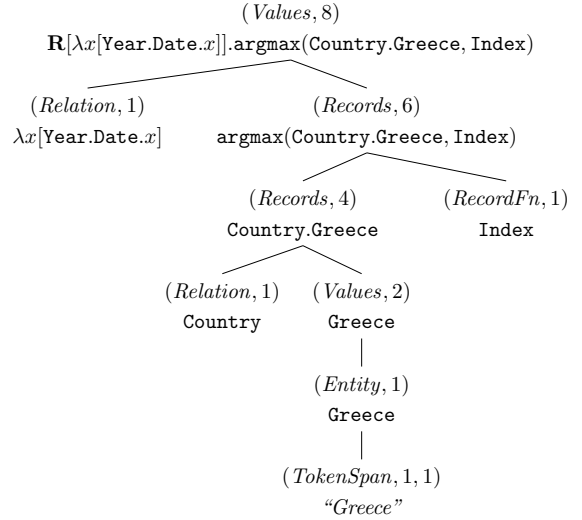 (Values, 8)
R[λx[Year.Date.x]].argmax(Country.Greece, Index)
(Relation, 1) (Records, 6)
λx[Year.Date.x] argmax(Country.Greece, Index)
(Records, 4) (RecordFn, 1)
Country.Greece Index
(Relation, 1) (Values, 2)
Country Greece
(Entity, 1)
Greece
(TokenSpan, 1, 1)
“Greece”